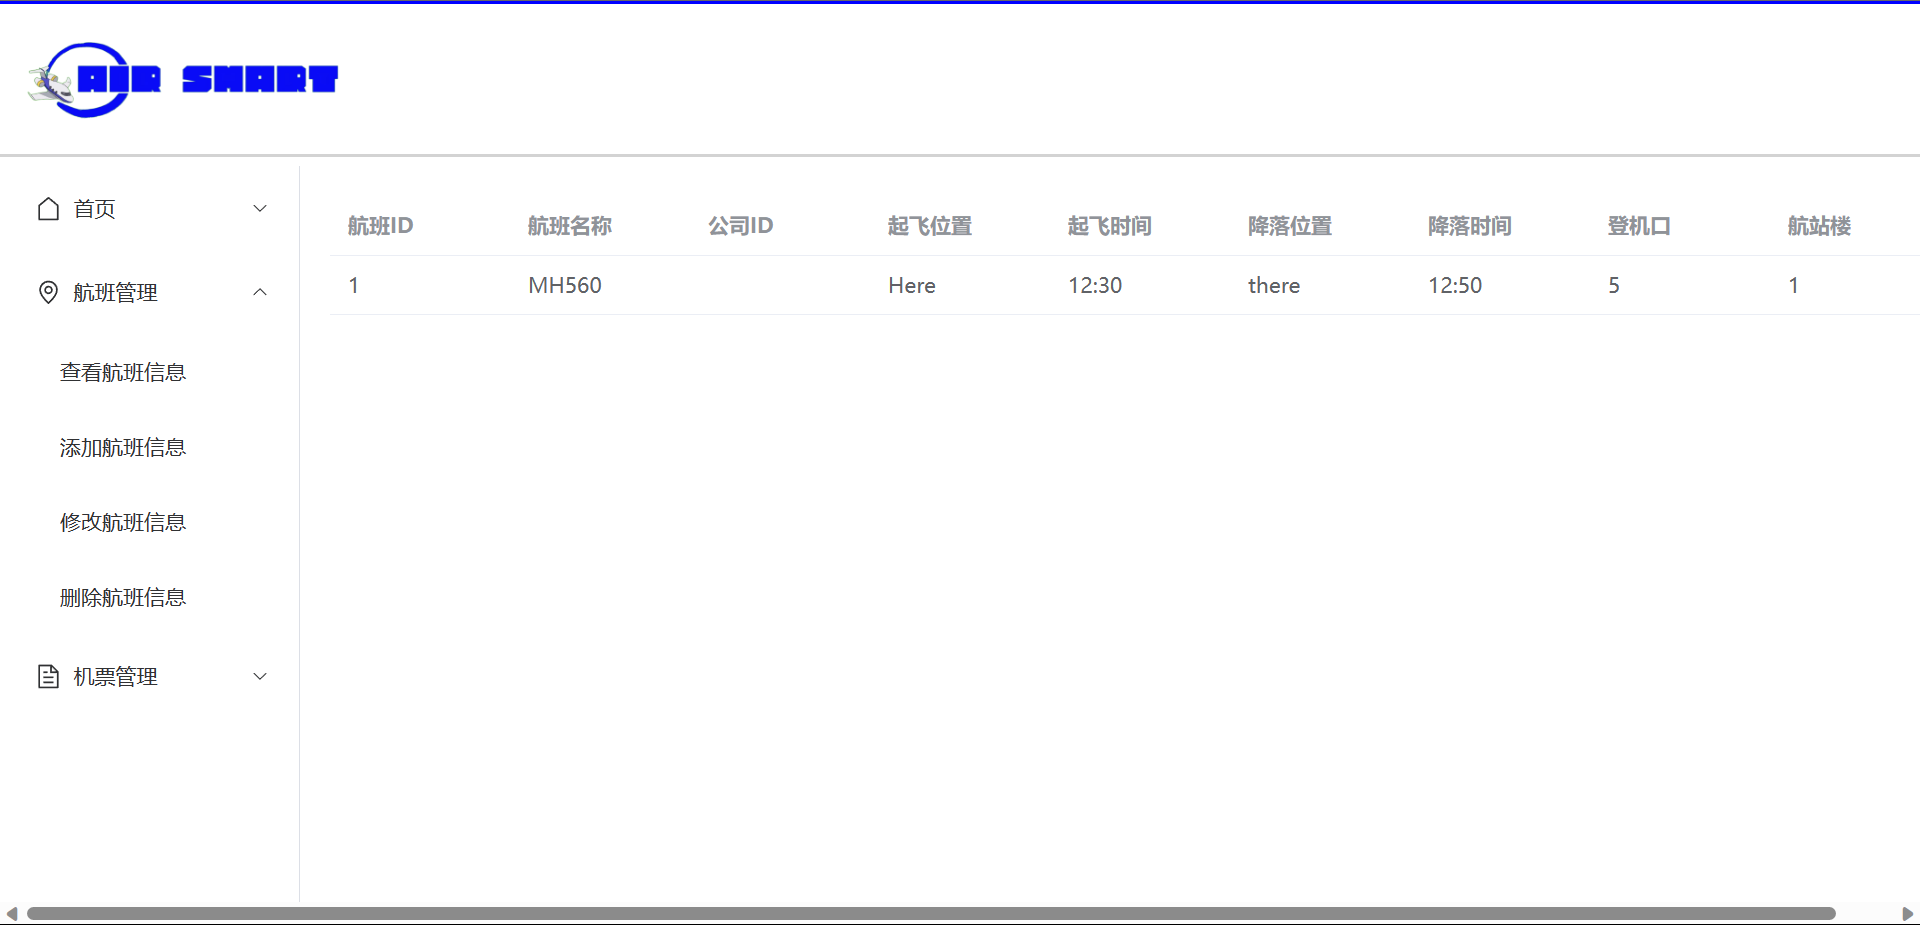 AIR SMART
首页
航班管理
查看航班信息
添加航班信息
修改航班信息
删除航班信息
机票管理
航班ID 航班名称 公司ID 起飞位置 起飞时间 降落位置 降落时间 登机口 航站楼
1 MH560 Here 12:30 there 12:50 5 1